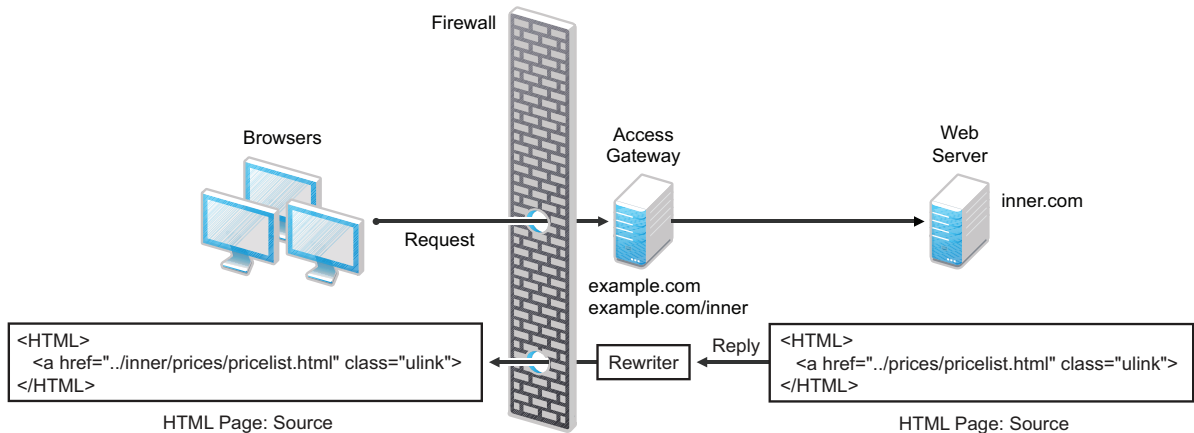 Firewall
Browsers
Access
Gateway
Web
Server
inner.com
Request
example.com
example.com/inner
<HTML>
<a href="../inner/prices/pricelist.html" class="ulink">
</HTML>
Rewriter
Reply
<HTML>
<a href="../prices/pricelist.html" class="ulink">
</HTML>
HTML Page: Source
HTML Page: Source